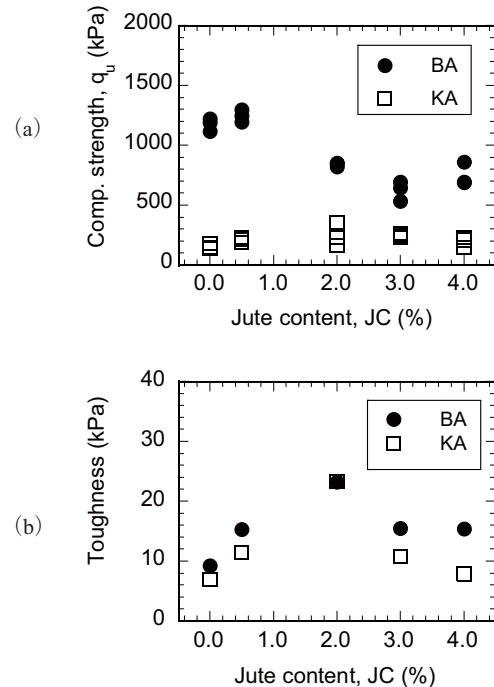 (a)
Comp. strength, q_u (kPa)
2000
1500
1000
500
0
BA
KA
0.0 1.0 2.0 3.0 4.0
Jute content, JC (%)
(b)
Toughness (kPa)
40
30
20
10
0
BA
KA
0.0 1.0 2.0 3.0 4.0
Jute content, JC (%)